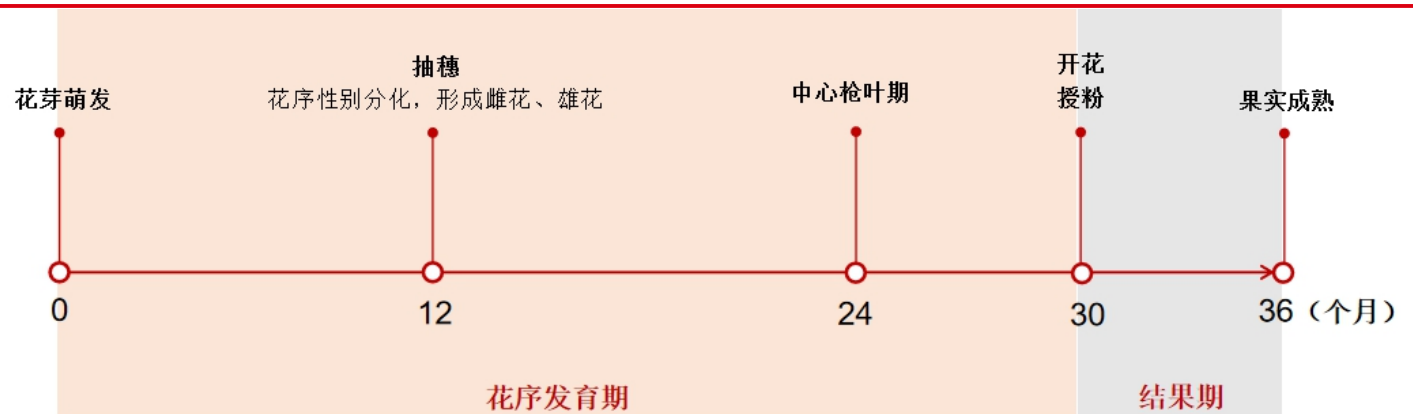 花芽萌发
抽穗
花序性别分化，形成雌花、雄花
中心枪叶期
开花
授粉
果实成熟
0
12
24
30
36（个月）
花序发育期
结果期